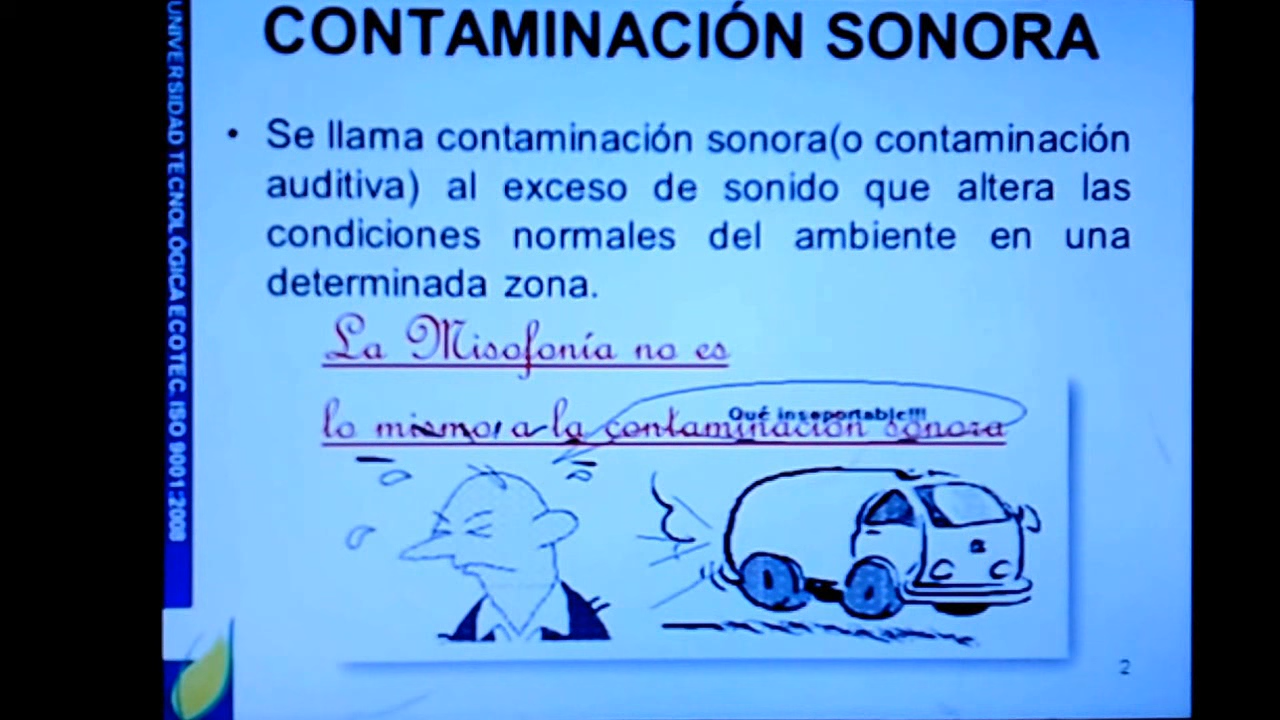 CONTAMINACIÓN SONORA
• Se llama contaminación sonora(o contaminación
auditiva) al exceso de sonido que altera las
condiciones normales del ambiente en una
determinada zona.
La Misofonía no es
lo mismo a la contaminación sonora
Qué insoportable!!!
UNIVERSIDAD TECNOLÓGICA ECOTEC. ISO 9001:2008
2